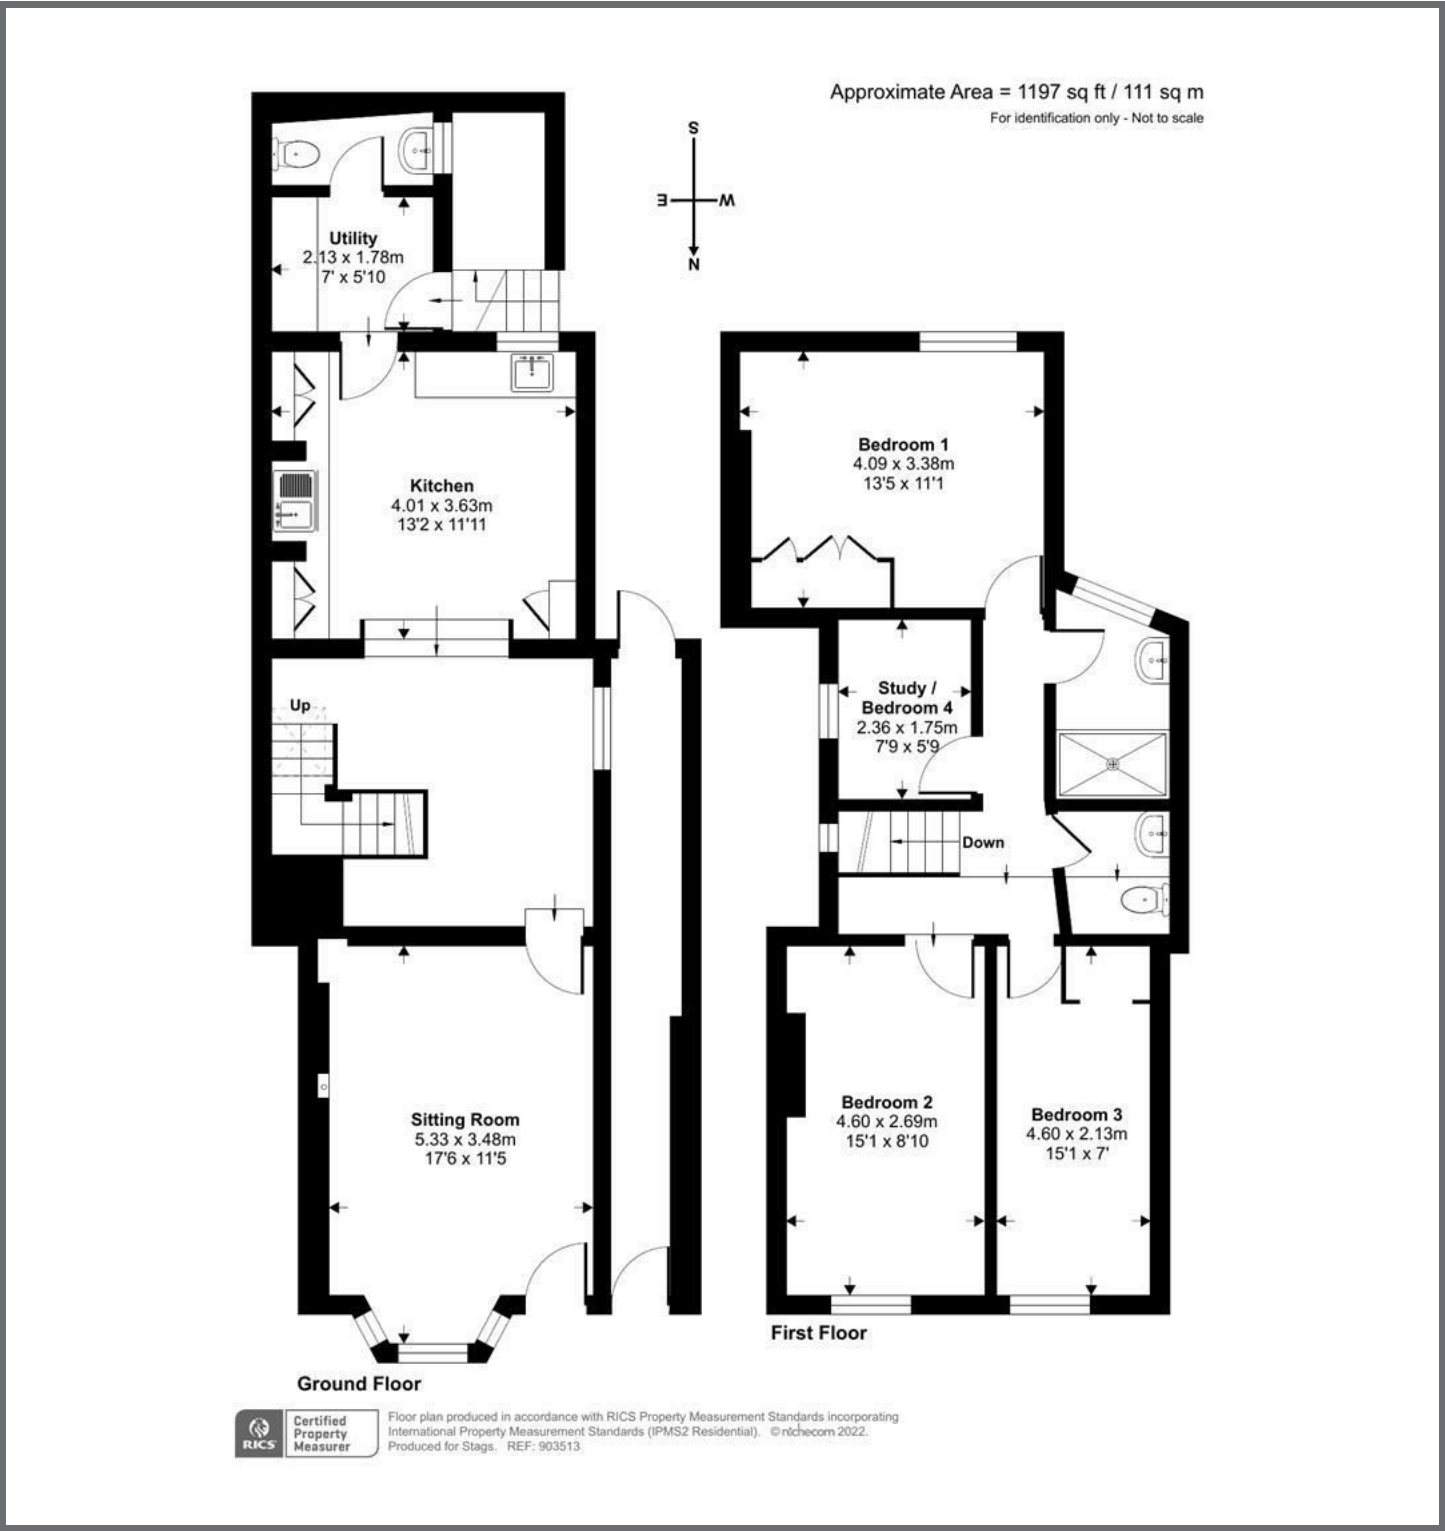 Approximate Area = 1197 sq ft / 111 sq m
For identification only - Not to scale
S
E W
N
Utility
2.13 x 1.78m
7' x 5'10
Kitchen
4.01 x 3.63m
13'2 x 11'11
Up
Sitting Room
5.33 x 3.48m
17'6 x 11'5
Ground Floor
Bedroom 1
4.09 x 3.38m
13'5 x 11'1
Study /
Bedroom 4
2.36 x 1.75m
7'9 x 5'9
Down
Bedroom 2
4.60 x 2.69m
15'1 x 8'10
Bedroom 3
4.60 x 2.13m
15'1 x 7'
First Floor
RICS
Certified
Property
Measurer
Floor plan produced in accordance with RICS Property Measurement Standards incorporating
International Property Measurement Standards (IPMS2 Residential). © nichecom 2022.
Produced for Stags. REF: 903513